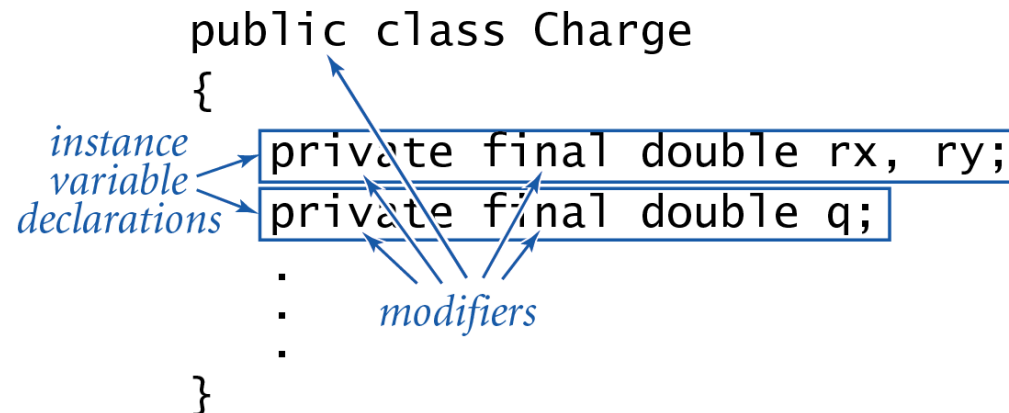 public class Charge
{
instance
variable
declarations
private final double rx, ry;
private final double q;
.
.
.
modifiers
}